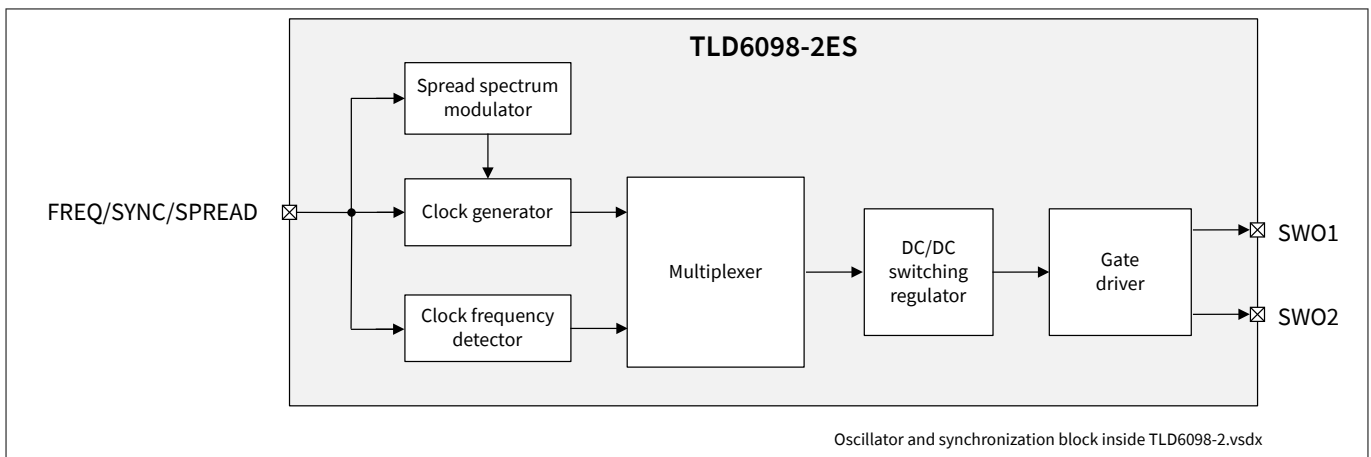 TLD6098-2ES
Spread spectrum
modulator
FREQ/SYNC/SPREAD
Clock generator
Clock frequency
detector
Multiplexer
DC/DC
switching
regulator
Gate
driver
SWO1
SWO2
Oscillator and synchronization block inside TLD6098-2.vsdx